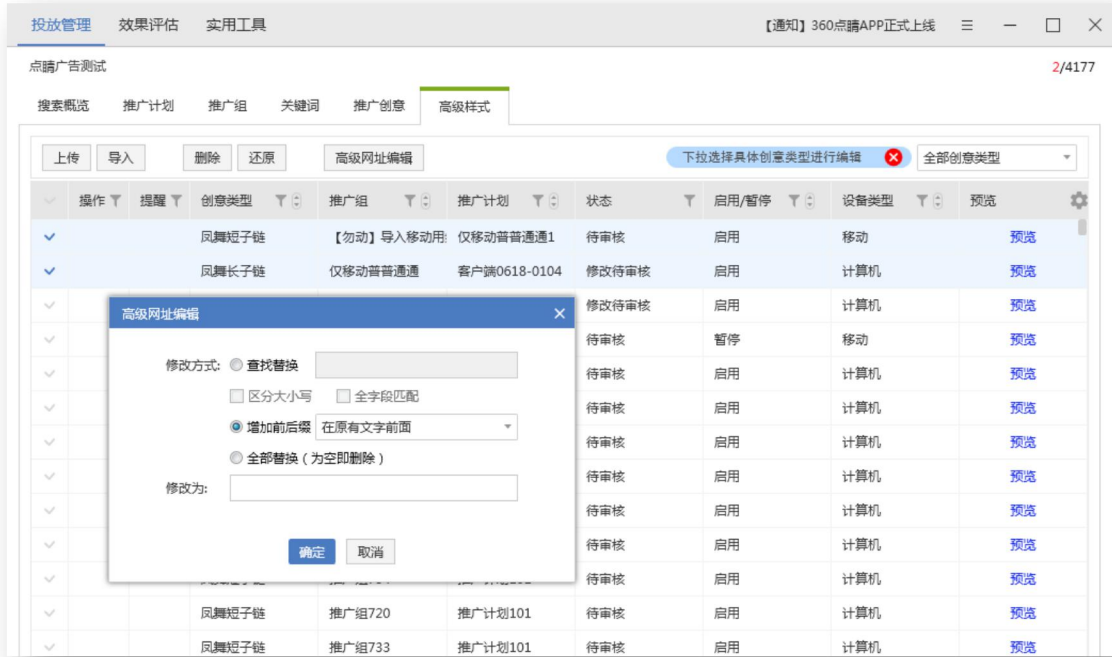 投放管理 效果评估 实用工具 【通知】360点睛APP正式上线
点睛广告测试 2/4177
搜索概览 推广计划 推广组 关键词 推广创意 高级样式
上传 导入 删除 还原 高级网址编辑 下拉选择具体创意类型进行编辑 全部创意类型
操作 提醒 创意类型 推广组 推广计划 状态 启用/暂停 设备类型 预览
凤舞短子链 【勿动】导入移动用 仅移动普普通通1 待审核 启用 移动 预览
凤舞长子链 仅移动普普通通 客户端0618-0104 修改待审核 启用 计算机 预览
修改待审核 启用 计算机 预览
待审核 暂停 移动 预览
待审核 启用 计算机 预览
待审核 启用 计算机 预览
待审核 启用 计算机 预览
待审核 启用 计算机 预览
待审核 启用 计算机 预览
待审核 启用 计算机 预览
待审核 启用 计算机 预览
凤舞短子链 推广组720 推广计划101 待审核 启用 计算机 预览
凤舞短子链 推广组733 推广计划101 待审核 启用 计算机 预览
高级网址编辑
修改方式: 查找替换
区分大小写 全字段匹配
增加前后缀 在原有文字前面
全部替换(为空即删除)
修改为:
确定 取消